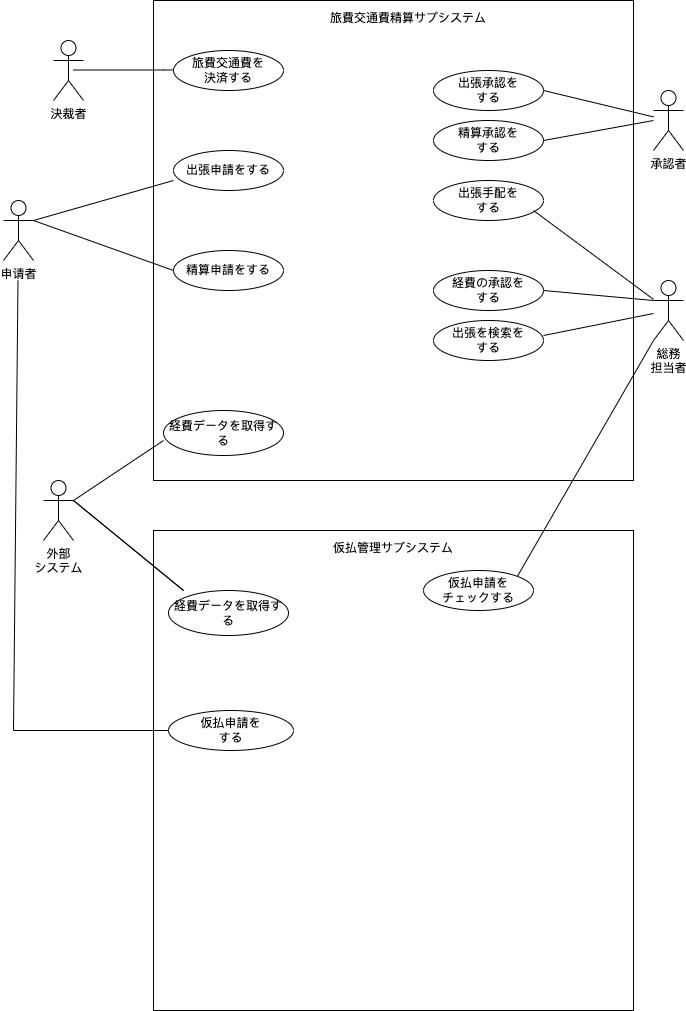 旅費交通費精算サブシステム
決裁者
旅費交通費を
決済する
出張承認を
する
精算承認を
する
承認者
出張申請をする
出張手配を
する
申请者
精算申請をする
経費の承認を
する
出張を検索を
する
総務
担当者
経費データを取得す
る
外部
システム
仮払管理サブシステム
経費データを取得す
る
仮払申請を
チェックする
仮払申請を
する